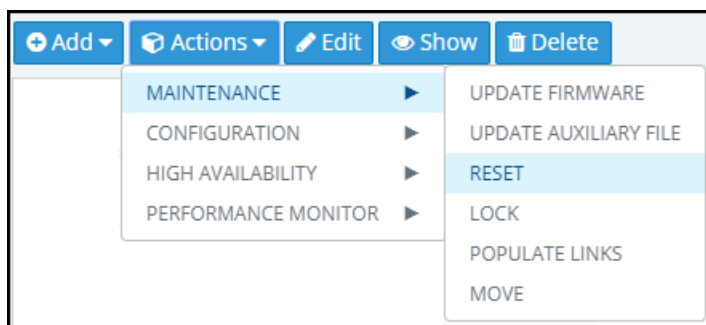 Add Actions Edit Show Delete
MAINTENANCE
CONFIGURATION
HIGH AVAILABILITY
PERFORMANCE MONITOR
UPDATE FIRMWARE
UPDATE AUXILIARY FILE
RESET
LOCK
POPULATE LINKS
MOVE